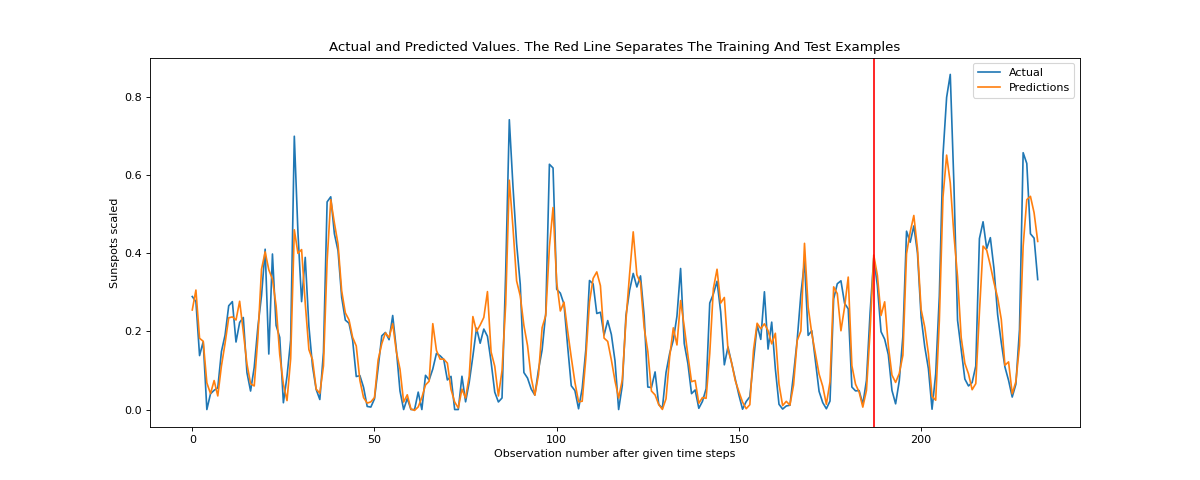 Actual and Predicted Values. The Red Line Separates The Training And Test Examples
Actual
Predictions
0.8
0.6
0.4
0.2
0.0
Sunspots scaled
0
50
100
150
200
Observation number after given time steps